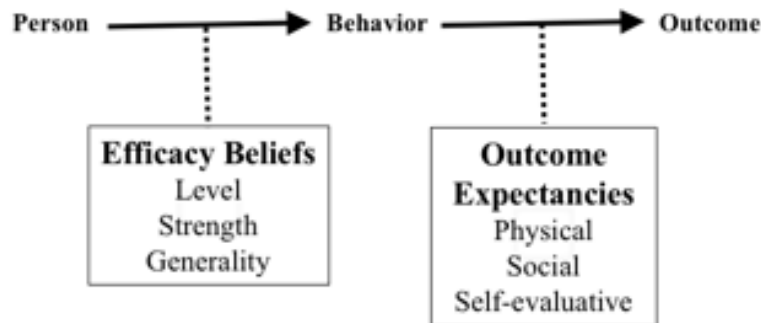 Person Behavior Outcome
Efficacy Beliefs
Level
Strength
Generality
Outcome
Expectancies
Physical
Social
Self-evaluative